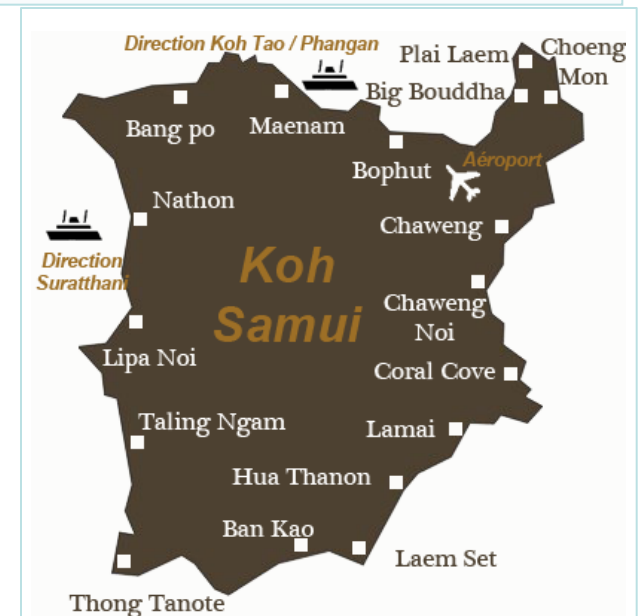 Direction Koh Tao / Phangan
Plai Laem
Choeng
Mon
Big Bouddha
Bang po
Maenam
Bophut
Aéroport
Nathon
Chaweng
Direction
Suratthani
Koh
Samui
Chaweng
Noi
Lipa Noi
Coral Cove
Taling Ngam
Lamai
Hua Thanon
Ban Kao
Laem Set
Thong Tanote